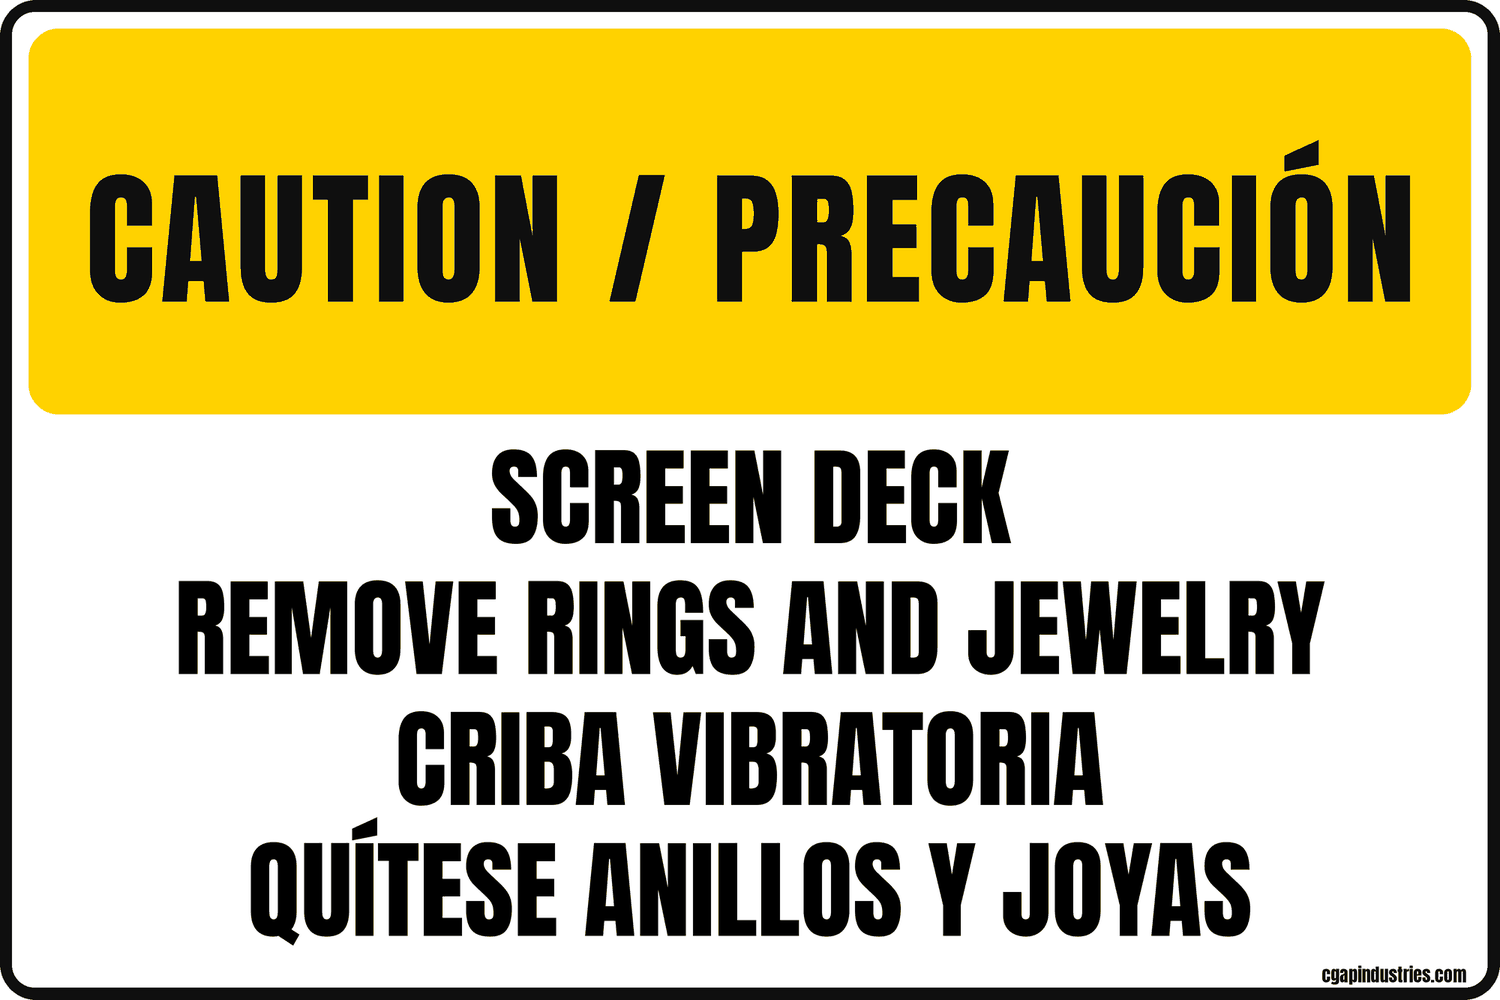 CAUTION / PRECAUCIÓN
SCREEN DECK
REMOVE RINGS AND JEWELRY
CRIBA VIBRATORIA
QUÍTESE ANILLOS Y JOYAS
cgapindustries.com